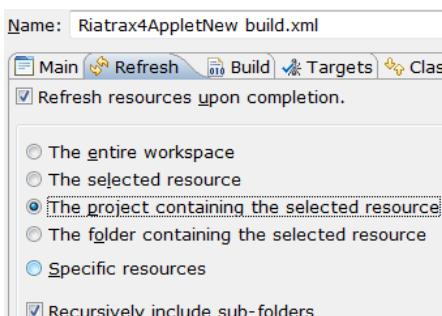 Name: Riatrax4AppletNew build.xml
Main Refresh Build Targets Clas
Refresh resources upon completion.
The entire workspace
The selected resource
The project containing the selected resource
The folder containing the selected resource
Specific resources
Recursively include sub-folders